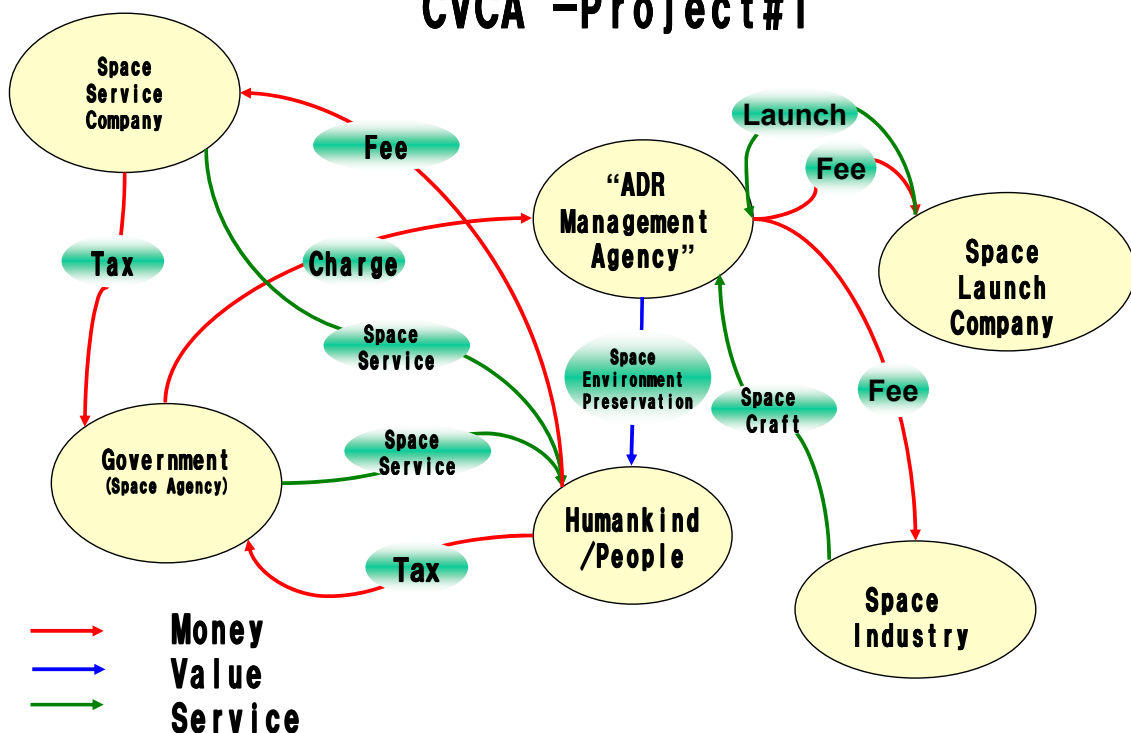 CVCA -Project#1
Space
Service
Company
Launch
Fee
Fee
“ADR
Management
Agency”
Space
Launch
Company
Tax
Charge
Space
Service
Space
Environment
Preservation
Fee
Space
Craft
Government
(Space Agency)
Space
Service
Humankind
/People
Tax
Space
Industry
Money
Value
Service